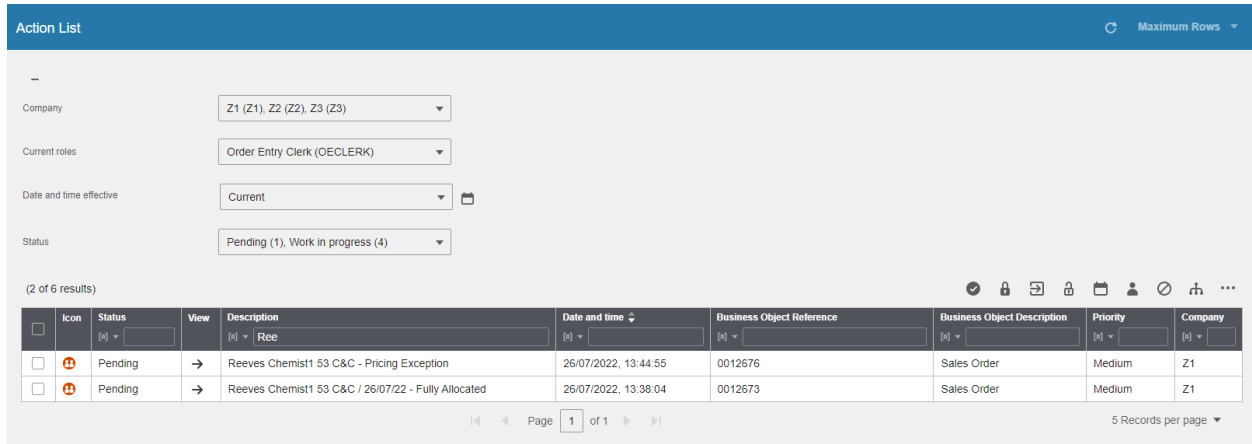 Action List
Maximum Rows
Company
Z1 (Z1), Z2 (Z2), Z3 (Z3)
Current roles
Order Entry Clerk (OECLERK)
Date and time effective
Current
Status
Pending (1), Work in progress (4)
(2 of 6 results)
Icon Status View Description Date and time Business Object Reference Business Object Description Priority Company
[a] [a] Ree [a] [a] [a] [a] [a]
Pending Reeves Chemist1 53 C&C - Pricing Exception 26/07/2022, 13:44:55 0012676 Sales Order Medium Z1
Pending Reeves Chemist1 53 C&C / 26/07/22 - Fully Allocated 26/07/2022, 13:38:04 0012673 Sales Order Medium Z1
Page 1 of 1 5 Records per page